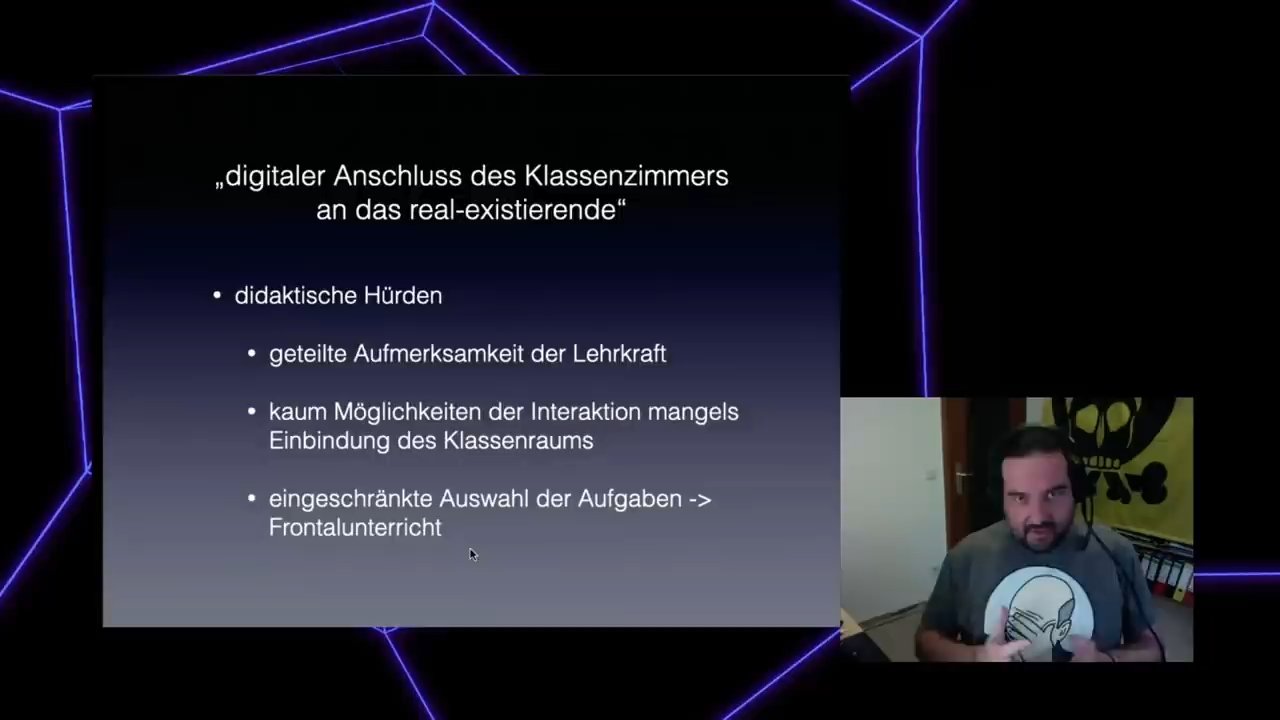 „digitaler Anschluss des Klassenzimmers
an das real-existierende“
• didaktische Hürden
• geteilte Aufmerksamkeit der Lehrkraft
• kaum Möglichkeiten der Interaktion mangels
Einbindung des Klassenraums
• eingeschränkte Auswahl der Aufgaben ->
Frontalunterricht